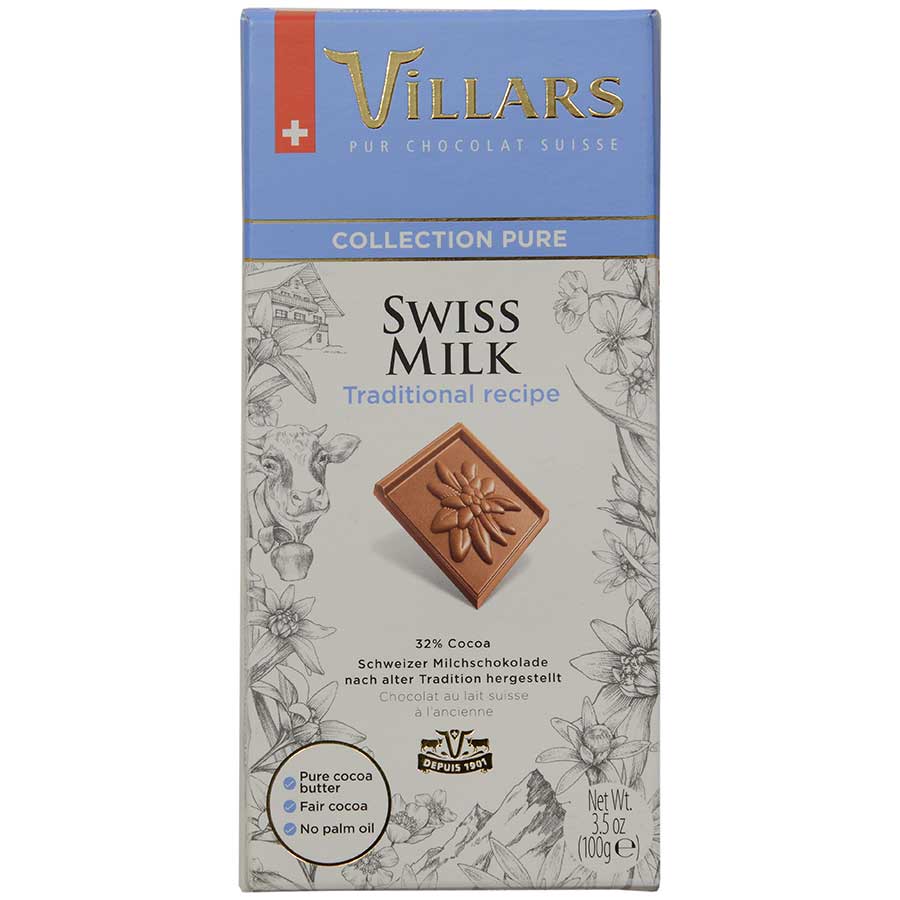 VILLARS
PUR CHOCOLAT SUISSE
COLLECTION PURE
SWISS
MILK
Traditional recipe
32% Cocoa
Schweizer Milchschokolade
nach alter Tradition hergestellt
Chocolat au lait suisse
à l'ancienne
V
DEPUIS 1901
Pure cocoa
butter
Fair cocoa
No palm oil
Net Wt.
3.5 oz
(100g ℮)